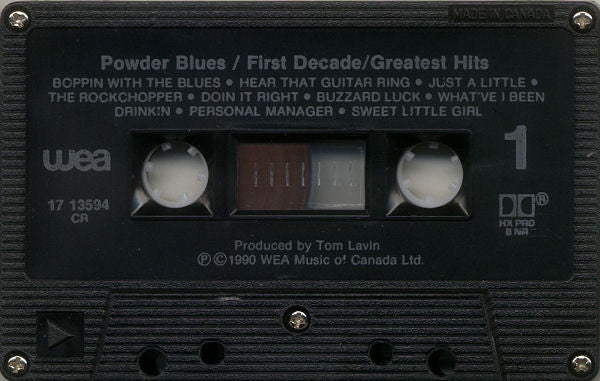 MADE IN CANADA
Powder Blues / First Decade/Greatest Hits
BOPPIN WITH THE BLUES • HEAR THAT GUITAR RING • JUST A LITTLE •
THE ROCKCHOPPER • DOIN IT RIGHT • BUZZARD LUCK • WHAT'VE I BEEN
DRINKIN • PERSONAL MANAGER • SWEET LITTLE GIRL
wea
1
17 13594
CR
®
HX PRO
B NR
Produced by Tom Lavin
Ⓟ©1990 WEA Music of Canada Ltd.